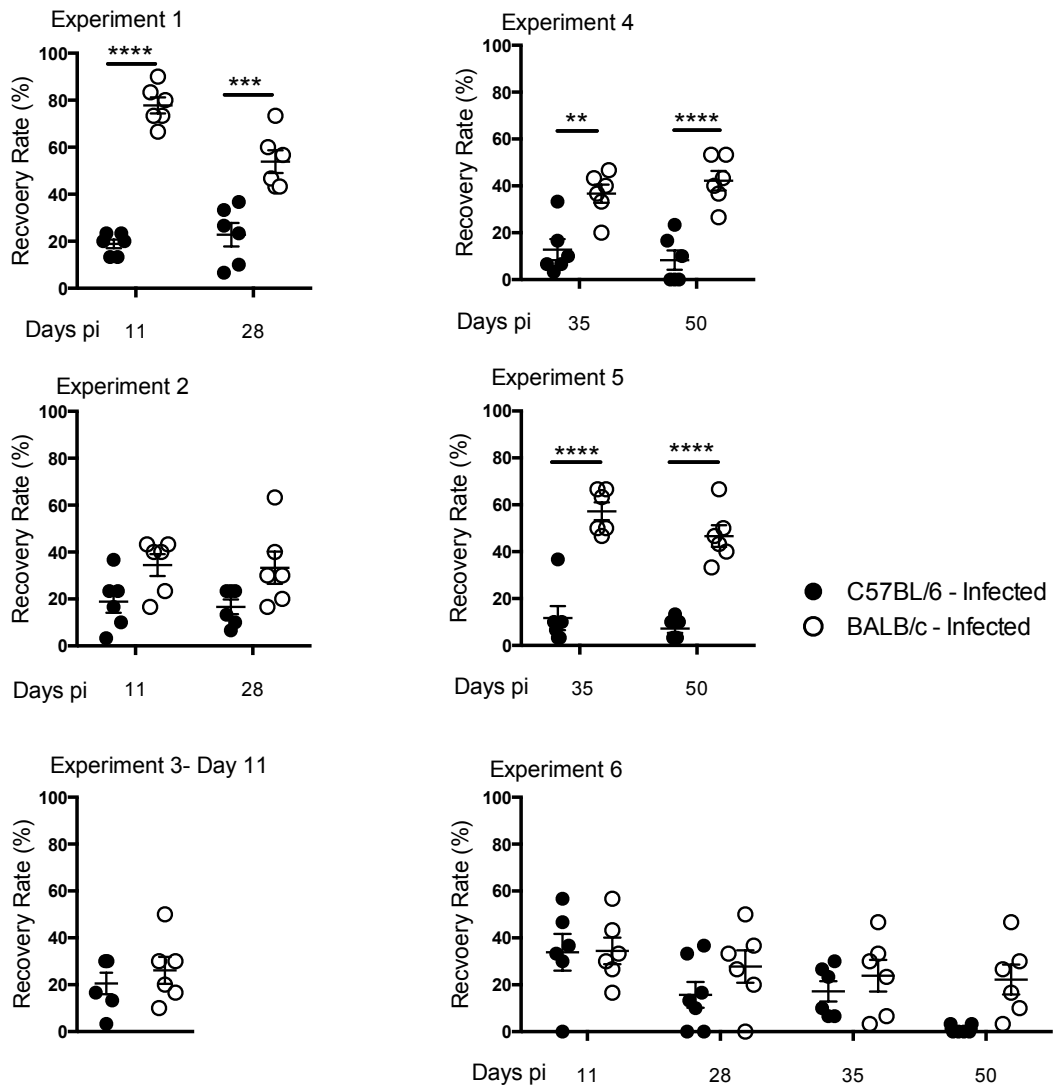 Experiment 1
Recvoery Rate (%)
100
80
60
40
20
0
****
***
Days pi
11
28
Experiment 4
Recovery Rate (%)
100
80
60
40
20
0
**
****
Days pi
35
50
Experiment 2
Recovery Rate (%)
100
80
60
40
20
0
Days pi
11
28
Experiment 5
Recovery Rate (%)
100
80
60
40
20
0
****
****
Days pi
35
50
C57BL/6 - Infected
BALB/c - Infected
Experiment 3- Day 11
Recovery Rate (%)
100
80
60
40
20
0
Experiment 6
Recovery Rate (%)
100
80
60
40
20
0
Days pi
11
28
35
50